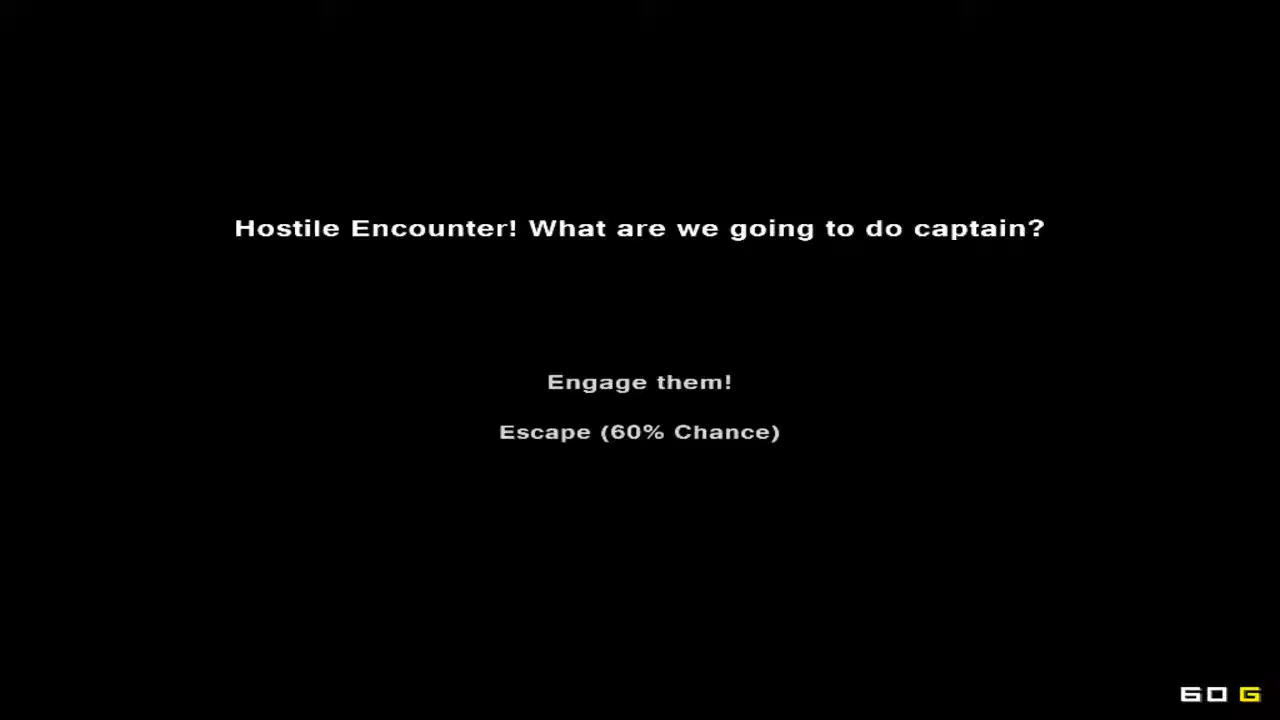 Hostile Encounter! What are we going to do captain?
Engage them!
Escape (60% Chance)
60 G